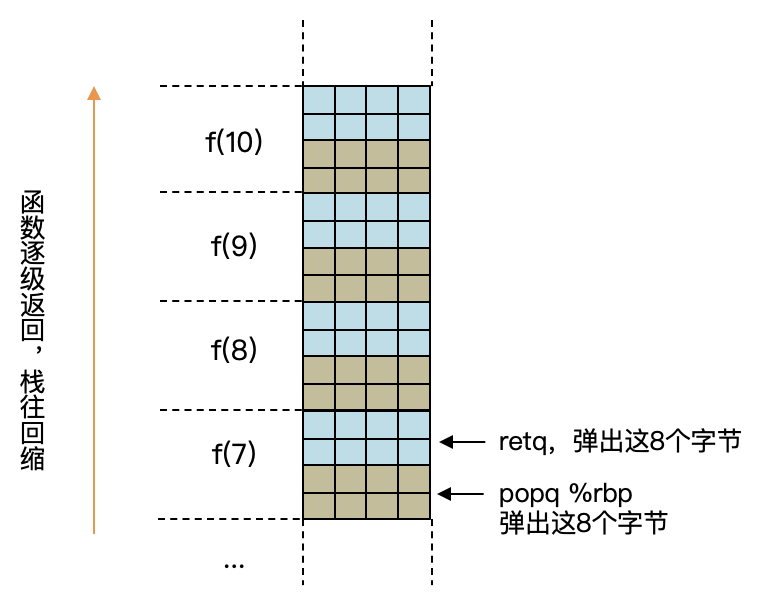 函数逐级返回，栈往回缩
f(10)
f(9)
f(8)
f(7)
...
retq，弹出这8个字节
popq %rbp
弹出这8个字节